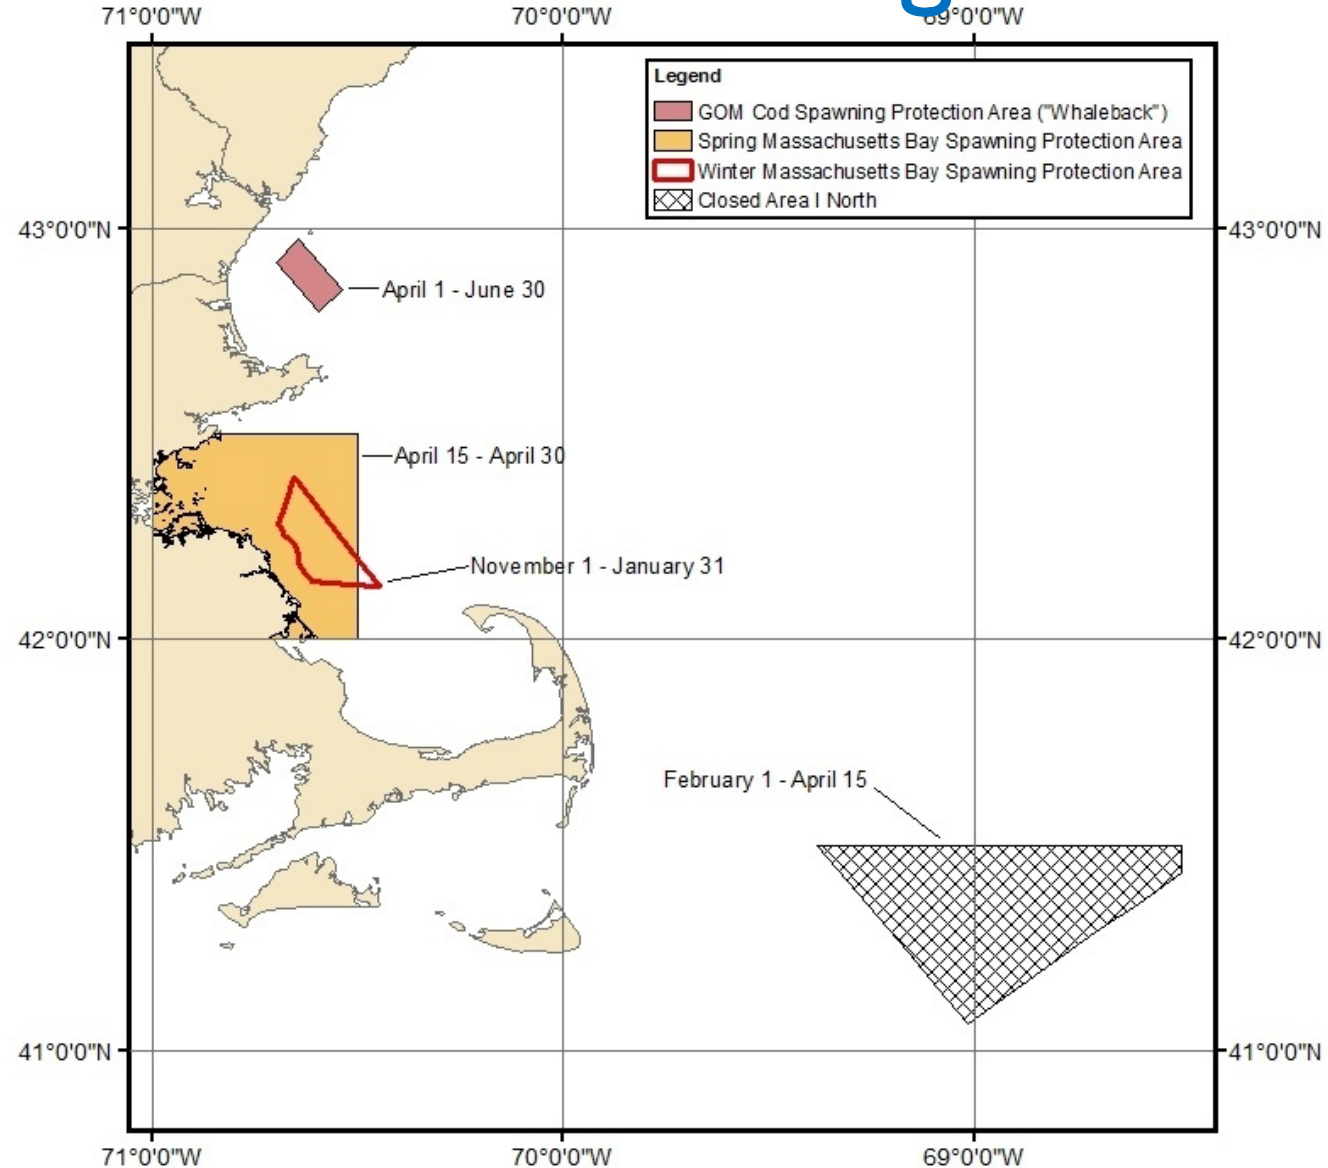 71°0'0"W 70°0'0"W 69°0'0"W
Legend
GOM Cod Spawning Protection Area ("Whaleback")
Spring Massachusetts Bay Spawning Protection Area
Winter Massachusetts Bay Spawning Protection Area
Closed Area I North
43°0'0"N 43°0'0"N
April 1 - June 30
April 15 - April 30
November 1 - January 31
42°0'0"N 42°0'0"N
February 1 - April 15
41°0'0"N 41°0'0"N
71°0'0"W 70°0'0"W 69°0'0"W